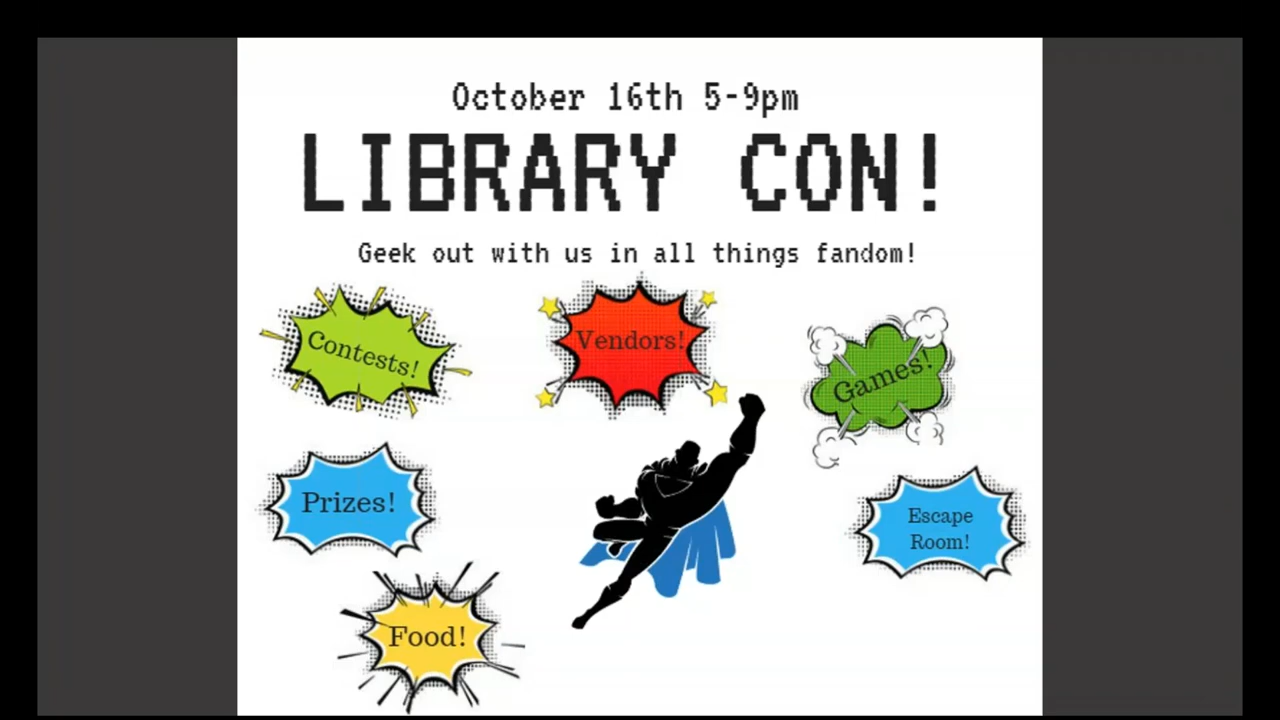 October 16th 5-9pm
LIBRARY CON!
Geek out with us in all things fandom!
Contests!
Vendors!
Games!
Prizes!
Escape
Room!
Food!